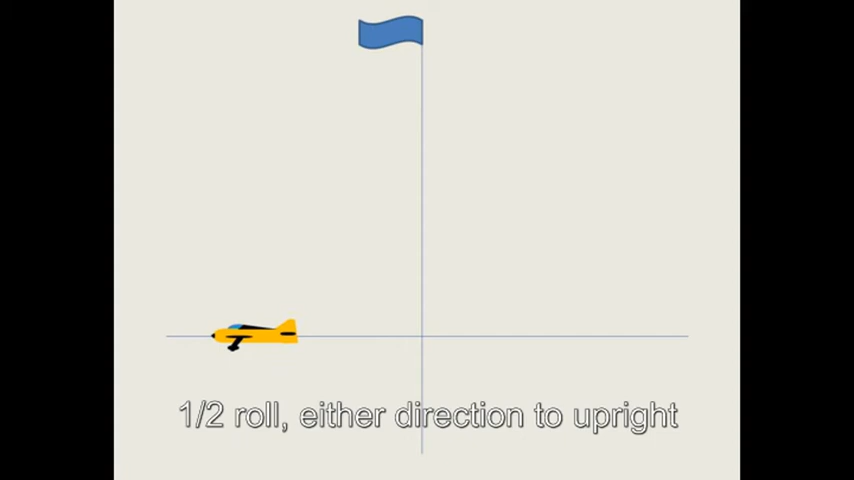 1/2 roll, either direction to upright